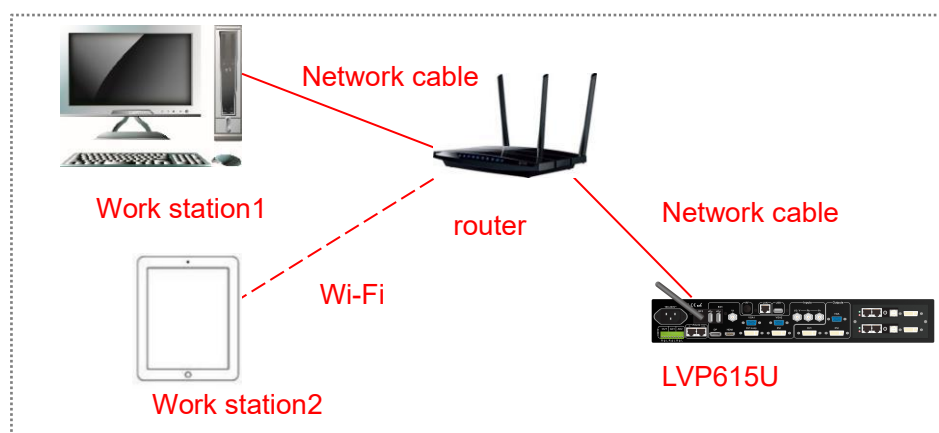 Network cable
Work station1
router
Network cable
Wi-Fi
LVP615U
Work station2